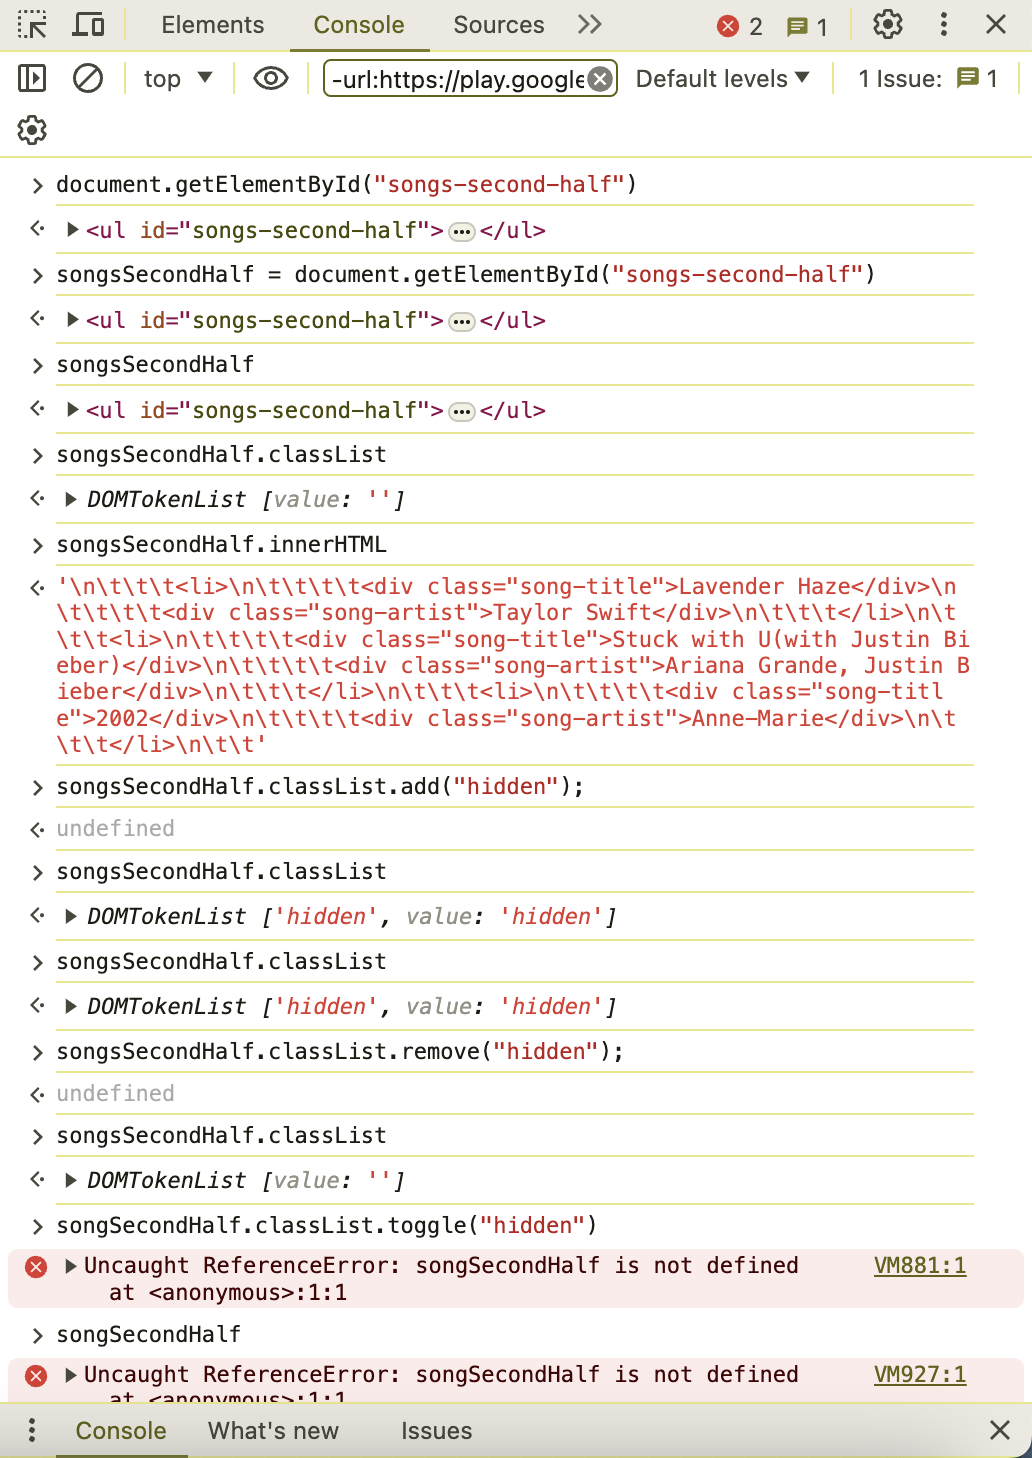 Elements Console Sources 2 1
top -url:https://play.google Default levels 1 Issue: 1
document.getElementById("songs-second-half")
<ul id="songs-second-half">…</ul>
songsSecondHalf = document.getElementById("songs-second-half")
<ul id="songs-second-half">…</ul>
songsSecondHalf
<ul id="songs-second-half">…</ul>
songsSecondHalf.classList
DOMTokenList [value: '']
songsSecondHalf.innerHTML
'\n\t\t\t<li>\n\t\t\t\t<div class="song-title">Lavender Haze</div>\n
\t\t\t\t<div class="song-artist">Taylor Swift</div>\n\t\t\t</li>\n\t
\t\t<li>\n\t\t\t\t<div class="song-title">Stuck with U(with Justin Bi
eber)</div>\n\t\t\t\t<div class="song-artist">Ariana Grande, Justin B
ieber</div>\n\t\t\t</li>\n\t\t\t<li>\n\t\t\t\t<div class="song-titl
e">2002</div>\n\t\t\t\t<div class="song-artist">Anne-Marie</div>\n\t
\t\t</li>\n\t\t'
songsSecondHalf.classList.add("hidden");
undefined
songsSecondHalf.classList
DOMTokenList ['hidden', value: 'hidden']
songsSecondHalf.classList
DOMTokenList ['hidden', value: 'hidden']
songsSecondHalf.classList.remove("hidden");
undefined
songsSecondHalf.classList
DOMTokenList [value: '']
songSecondHalf.classList.toggle("hidden")
Uncaught ReferenceError: songSecondHalf is not defined VM881:1
at <anonymous>:1:1
songSecondHalf
Uncaught ReferenceError: songSecondHalf is not defined VM927:1
at <anonymous>:1:1
Console What's new Issues